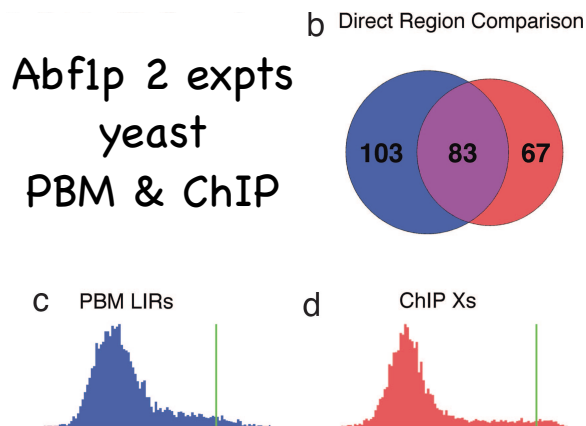 b Direct Region Comparison
Abf1p 2 expts
yeast
PBM & ChIP
103 83 67
c PBM LIRs
d ChIP Xs